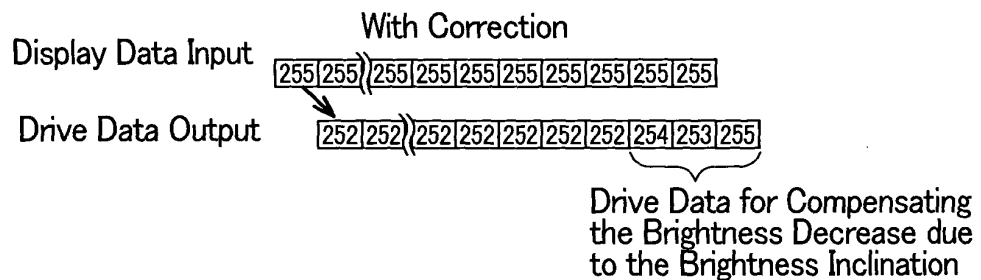 With Correction
Display Data Input
255 255 255 255 255 255 255 255 255 255
Drive Data Output
252 252 252 252 252 252 252 254 253 255
Drive Data for Compensating
the Brightness Decrease due
to the Brightness Inclination